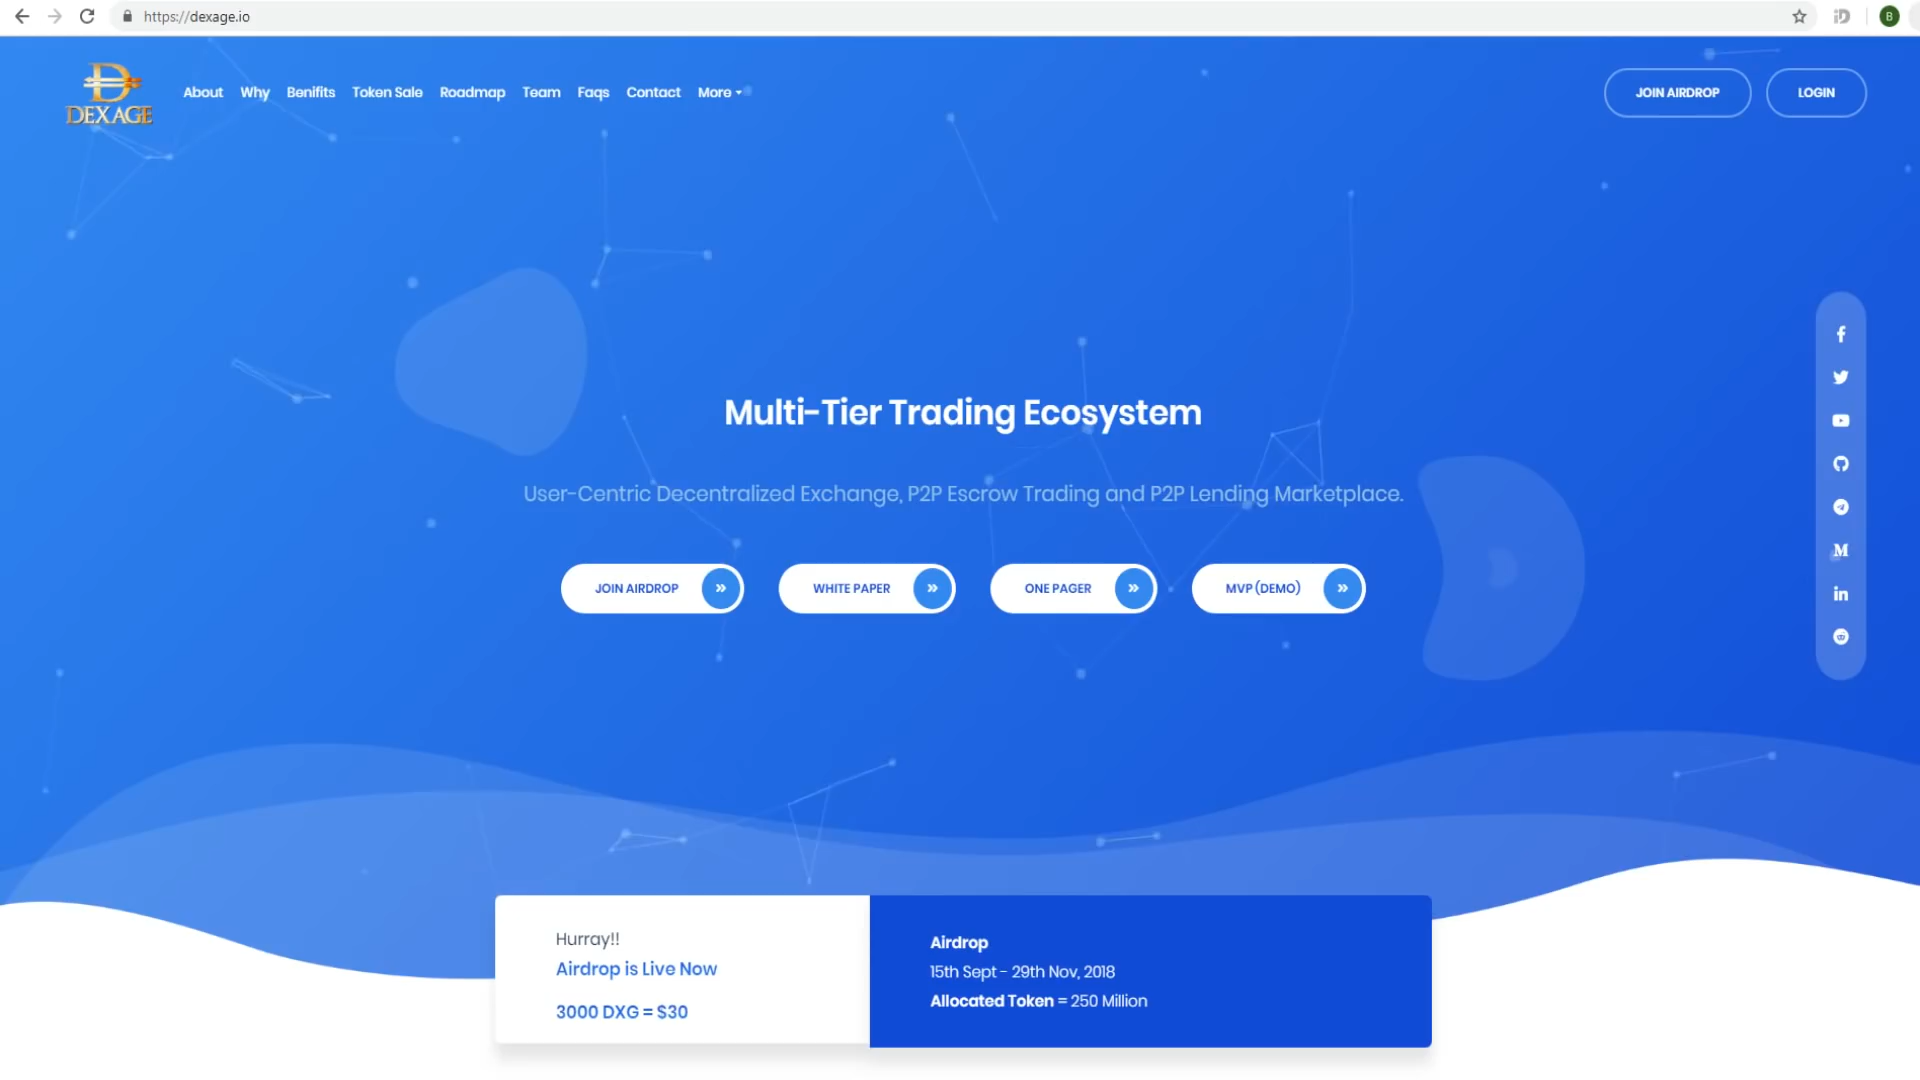 https://dexage.io
B
DEXAGE
About Why Benifits Token Sale Roadmap Team Faqs Contact More
JOIN AIRDROP LOGIN
Multi-Tier Trading Ecosystem
User-Centric Decentralized Exchange, P2P Escrow Trading and P2P Lending Marketplace.
JOIN AIRDROP WHITE PAPER ONE PAGER MVP (DEMO)
Hurray!!
Airdrop is Live Now
3000 DXG = $30
Airdrop
15th Sept - 29th Nov, 2018
Allocated Token = 250 Million